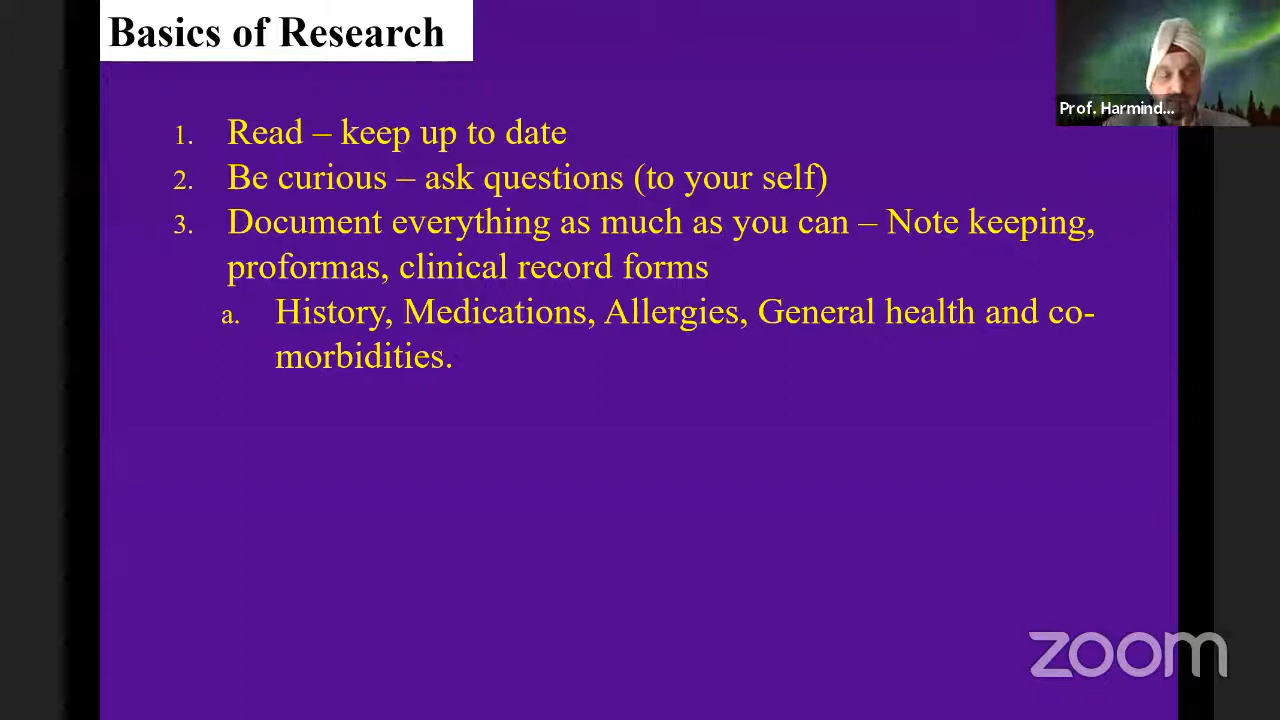 Basics of Research
Prof. Harmind...
1. Read – keep up to date
2. Be curious – ask questions (to your self)
3. Document everything as much as you can – Note keeping,
proformas, clinical record forms
a. History, Medications, Allergies, General health and co-
morbidities.
zoom